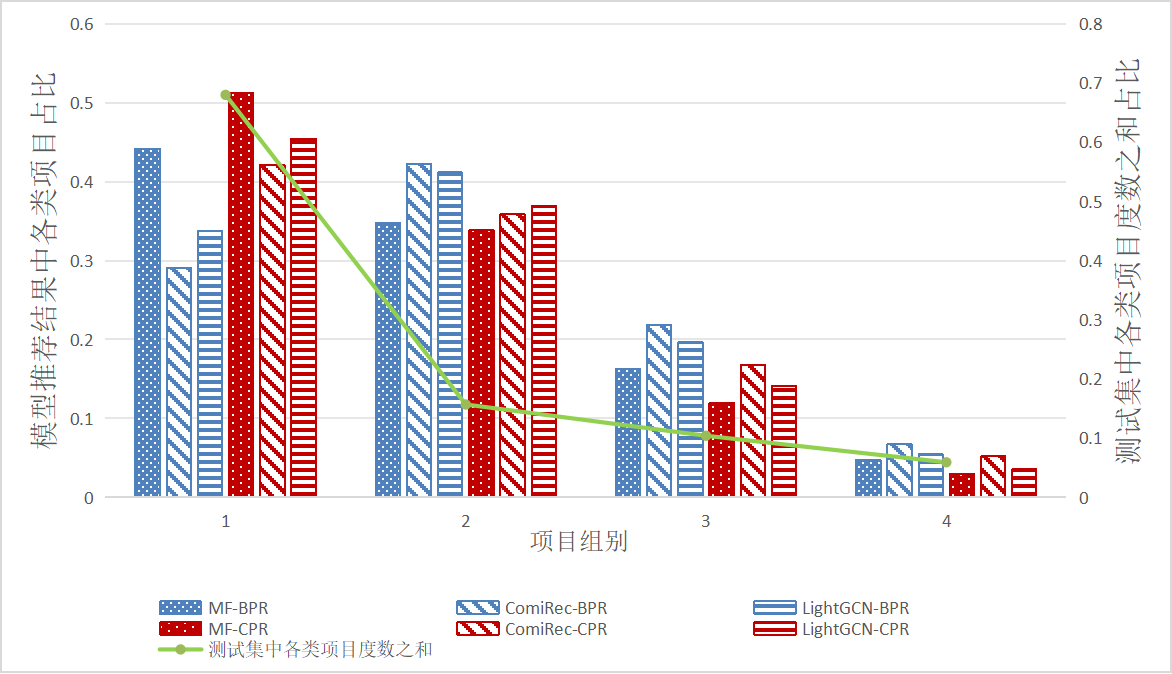 0.6
0.5
0.4
0.3
0.2
0.1
0
模型推荐结果中各类项目占比
0.8
0.7
0.6
0.5
0.4
0.3
0.2
0.1
0
测试集中各类项目度数之和占比
1 2 3 4
项目组别
MF-BPR ComiRec-BPR LightGCN-BPR
MF-CPR ComiRec-CPR LightGCN-CPR
测试集中各类项目度数之和